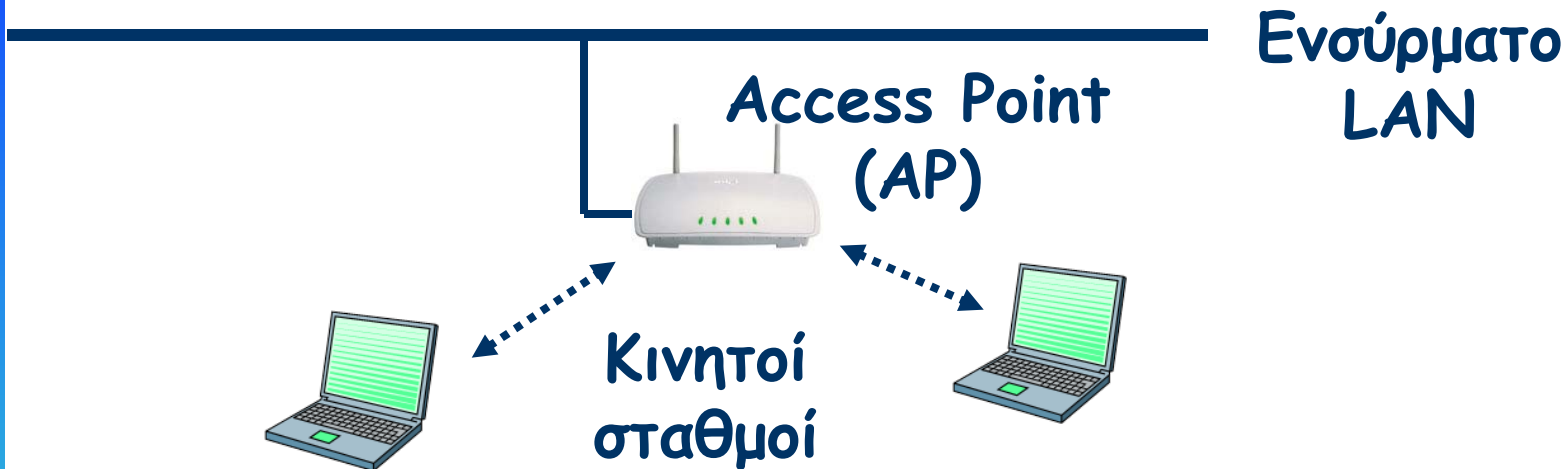 Ενσύρματο
LAN
Access Point
(AP)
Κινητοί
σταθμοί